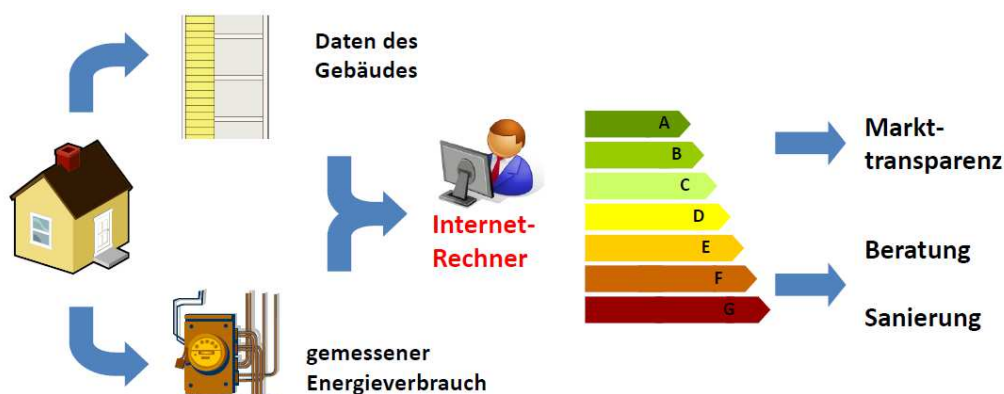 Daten des
Gebäudes
Internet-
Rechner
gemessener
Energieverbrauch
A
B
C
D
E
F
G
Markt-
transparenz
Beratung
Sanierung